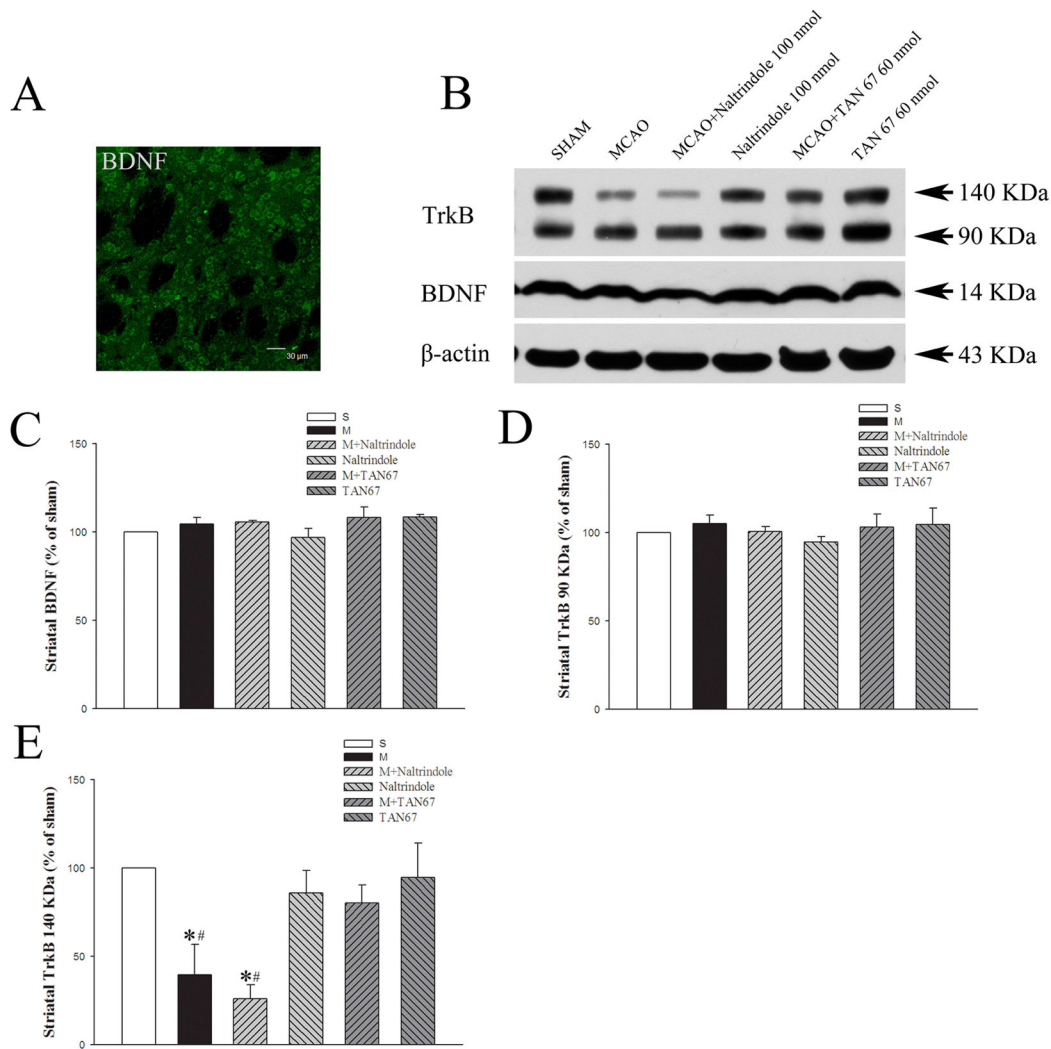 A
BDNF
30 µm
B
SHAM
MCAO
MCAO+Naltrindole 100 nmol
Naltrindole 100 nmol
MCAO+TAN 67 60 nmol
TAN 67 60 nmol
TrkB
140 KDa
90 KDa
BDNF
14 KDa
β-actin
43 KDa
C
S
M
M+Naltrindole
Naltrindole
M+TAN67
TAN67
Striatal BDNF (% of sham)
150
100
50
0
D
S
M
M+Naltrindole
Naltrindole
M+TAN67
TAN67
Striatal TrkB 90 KDa (% of sham)
150
100
50
0
E
S
M
M+Naltrindole
Naltrindole
M+TAN67
TAN67
Striatal TrkB 140 KDa (% of sham)
150
100
50
0
*#
*#